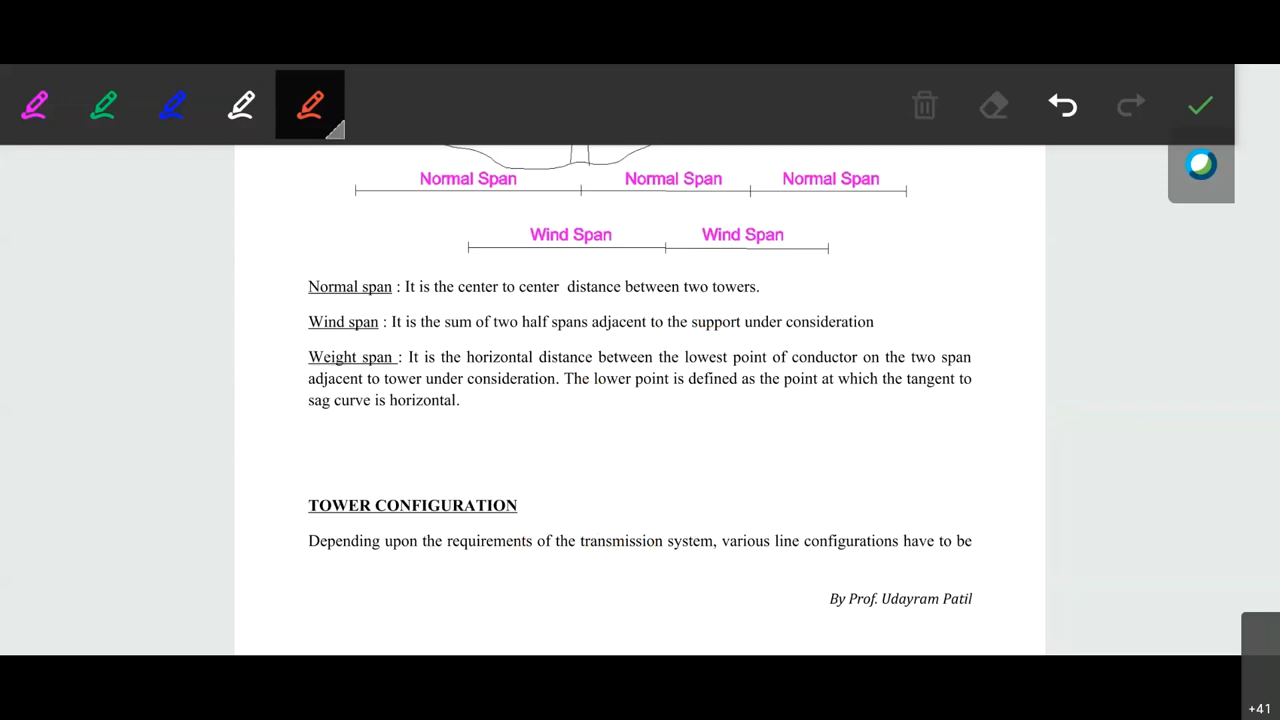 Normal Span Normal Span Normal Span
Wind Span Wind Span
Normal span : It is the center to center distance between two towers.
Wind span : It is the sum of two half spans adjacent to the support under consideration
Weight span : It is the horizontal distance between the lowest point of conductor on the two span
adjacent to tower under consideration. The lower point is defined as the point at which the tangent to
sag curve is horizontal.
TOWER CONFIGURATION
Depending upon the requirements of the transmission system, various line configurations have to be
By Prof. Udayram Patil
+41